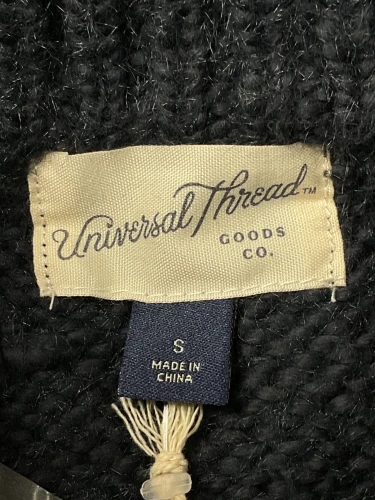 Universal Thread™
GOODS
CO.
S
MADE IN
CHINA